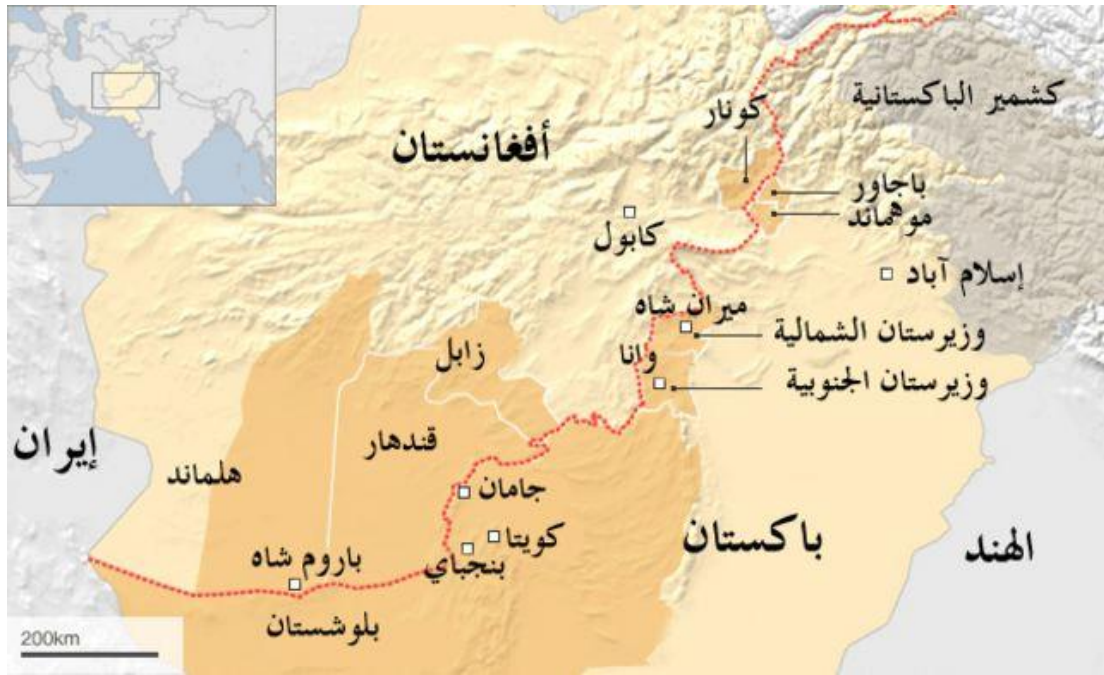 كشمير الباكستانية
كونار
أفغانستان
باجاور
موهماند
كابول
إسلام آباد
ميران شاه
وزيرستان الشمالية
وانا
زابل
وزيرستان الجنوبية
إيران
قندهار
هلماند
جامان
باكستان
كويتا
الهند
بنجباي
باروم شاه
بلوشستان
200km